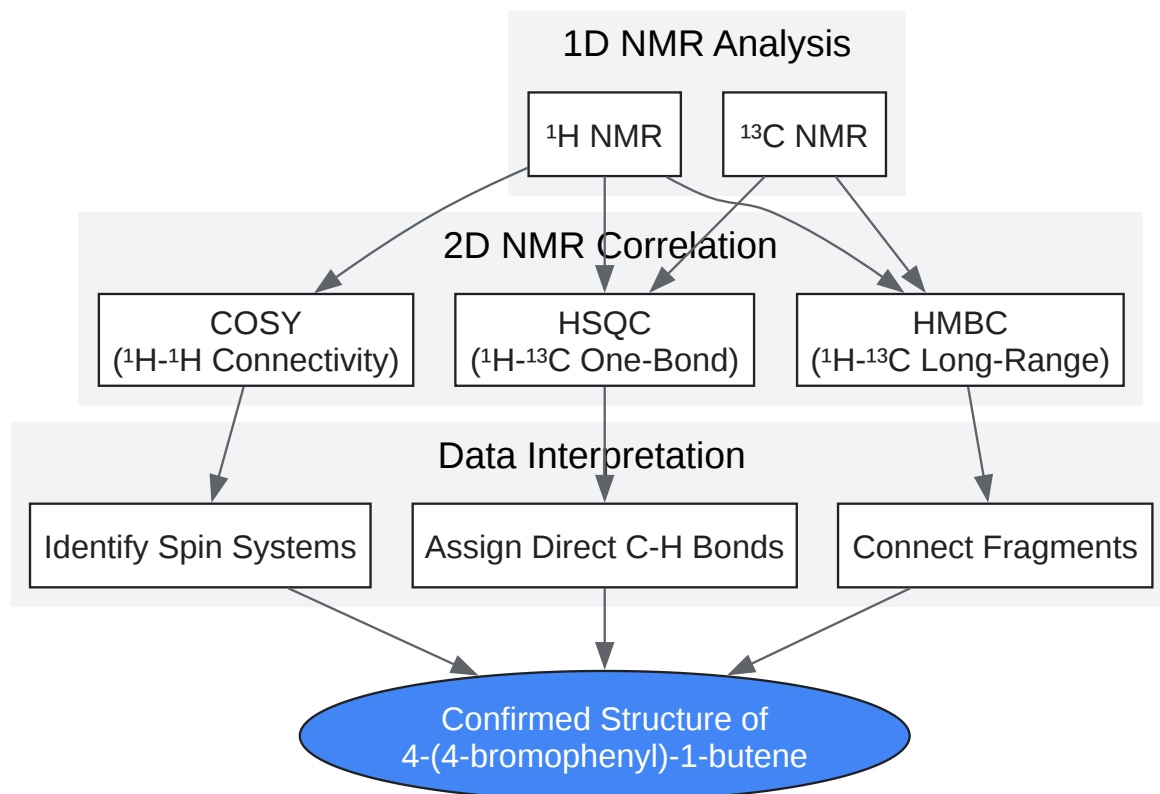 1D NMR Analysis
¹H NMR
¹³C NMR
2D NMR Correlation
COSY
(¹H-¹H Connectivity)
HSQC
(¹H-¹³C One-Bond)
HMBC
(¹H-¹³C Long-Range)
Data Interpretation
Identify Spin Systems
Assign Direct C-H Bonds
Connect Fragments
Confirmed Structure of
4-(4-bromophenyl)-1-butene